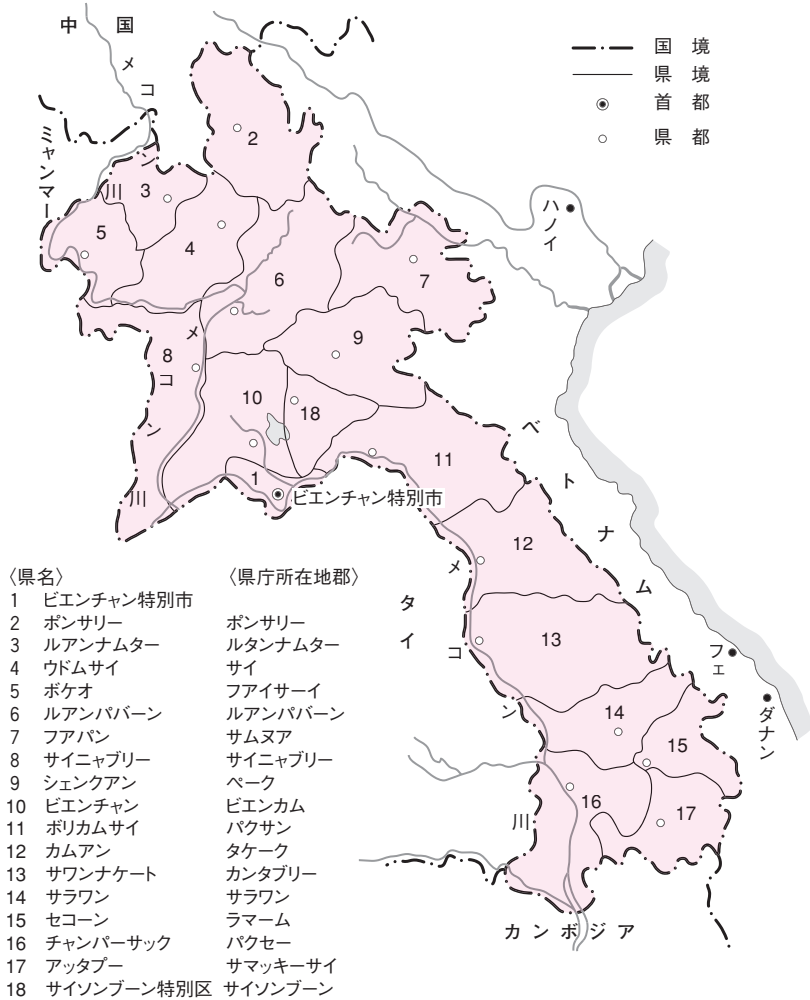 中国
メコン川
ミャンマー
国境
県境
首都
県都
ハノイ
2
3
5
4
6
7
8
9
10
18
11
1
ビエンチャン特別市
メコン川
ベトナム
12
13
14
15
16
17
タイ
メコン川
フェ
ダナン
カンボジア
〈県名〉 〈県庁所在地郡〉
1 ビエンチャン特別市
2 ポンサリー ポンサリー
3 ルアンナムター ルタンナムター
4 ウドムサイ サイ
5 ボケオ フアイサーイ
6 ルアンパバーン ルアンパバーン
7 フアパン サムヌア
8 サイニャブリー サイニャブリー
9 シェンクアン ペーク
10 ビエンチャン ビエンカム
11 ボリカムサイ パクサン
12 カムアン タケーク
13 サワンナケート カンタブリー
14 サラワン サラワン
15 セコーン ラマーム
16 チャンパーサック パクセー
17 アッタプー サマッキーサイ
18 サイソンブーン特別区 サイソンブーン